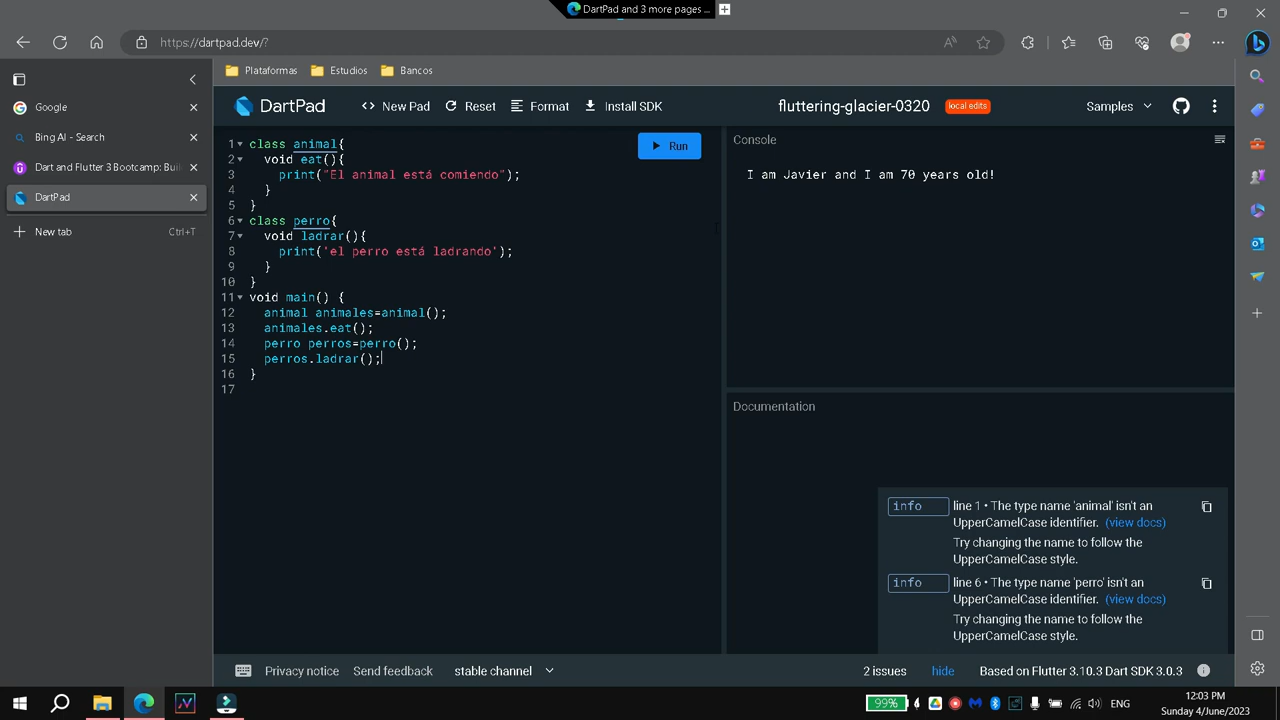 DartPad and 3 more pages ...
https://dartpad.dev/?
Plataformas Estudios Bancos
Google
Bing AI - Search
Dart and Flutter 3 Bootcamp: Bui
DartPad
New tab Ctrl+T
DartPad <> New Pad Reset Format Install SDK fluttering-glacier-0320 local edits Samples
Run
Console
I am Javier and I am 70 years old!
1 class animal{
2 void eat(){
3 print("El animal está comiendo");
4 }
5 }
6 class perro{
7 void ladrar(){
8 print('el perro está ladrando');
9 }
10 }
11 void main() {
12 animal animales=animal();
13 animales.eat();
14 perro perros=perro();
15 perros.ladrar();
16 }
17
Documentation
info line 1 • The type name 'animal' isn't an
UpperCamelCase identifier. (view docs)
Try changing the name to follow the
UpperCamelCase style.
info line 6 • The type name 'perro' isn't an
UpperCamelCase identifier. (view docs)
Try changing the name to follow the
UpperCamelCase style.
Privacy notice Send feedback stable channel 2 issues hide Based on Flutter 3.10.3 Dart SDK 3.0.3
99% ENG 12:03 PM
Sunday 4/June/2023